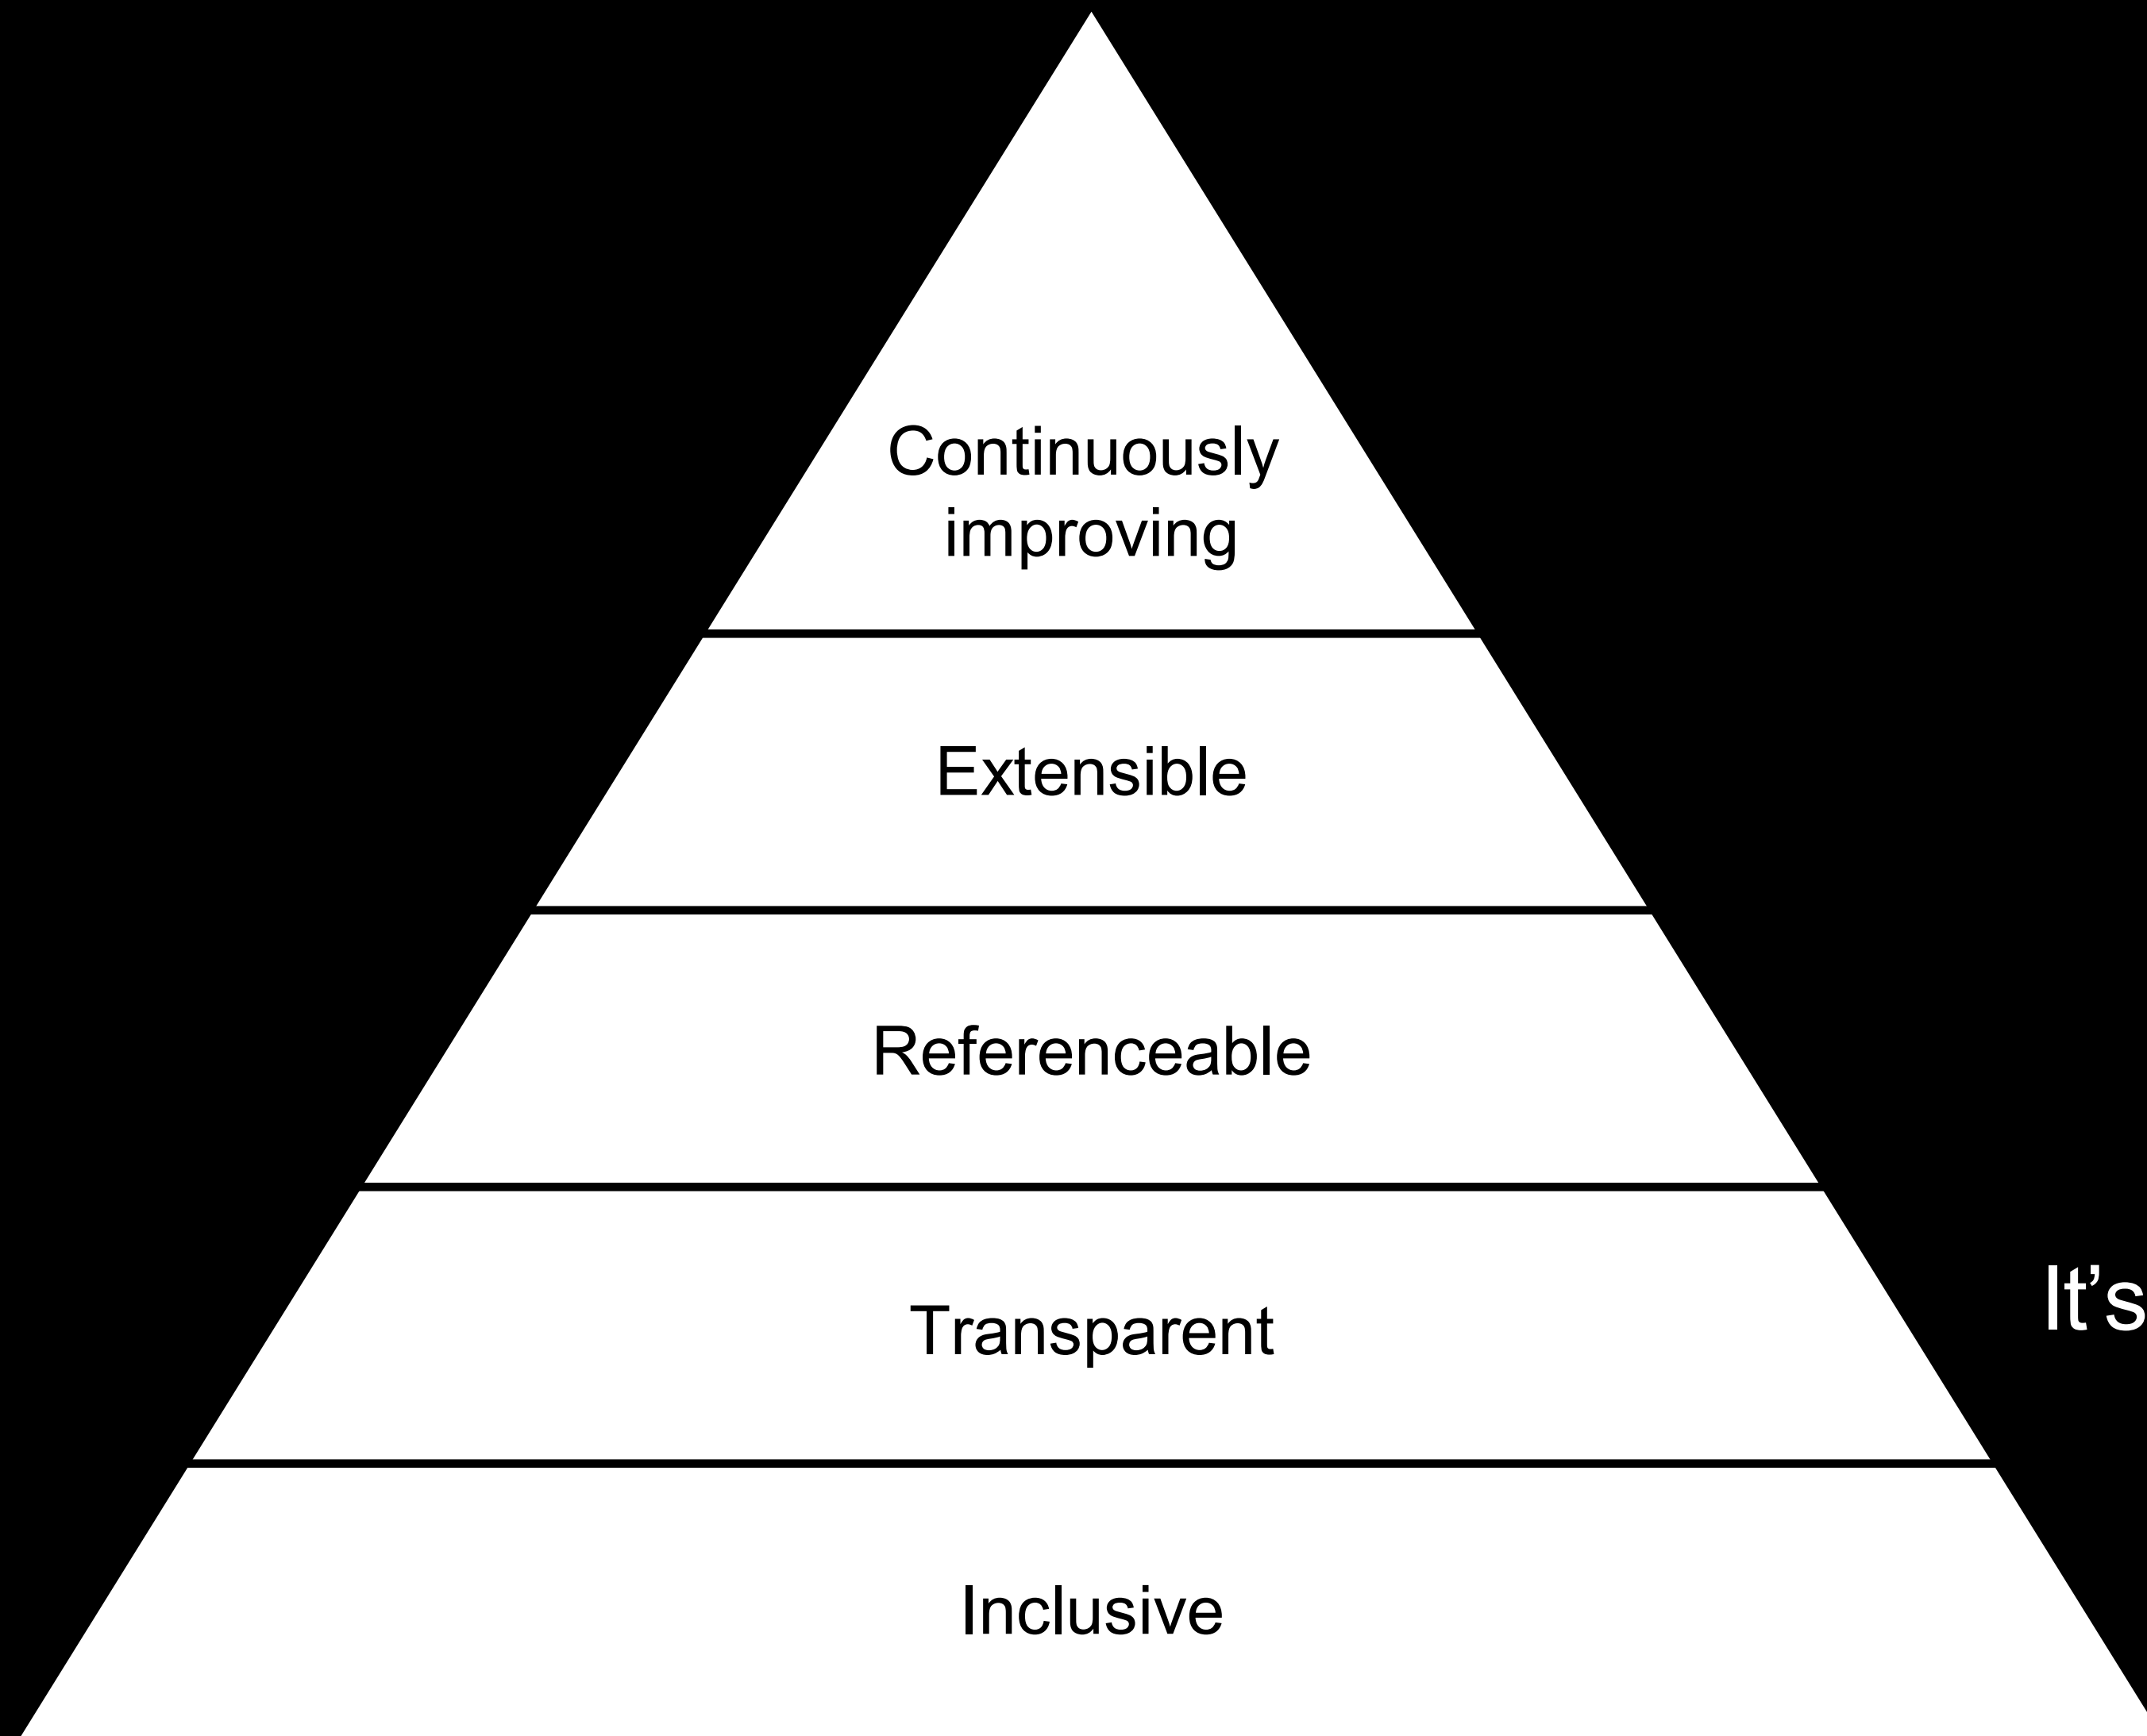 Continuously
improving
Extensible
Referenceable
Transparent
It’s
Inclusive